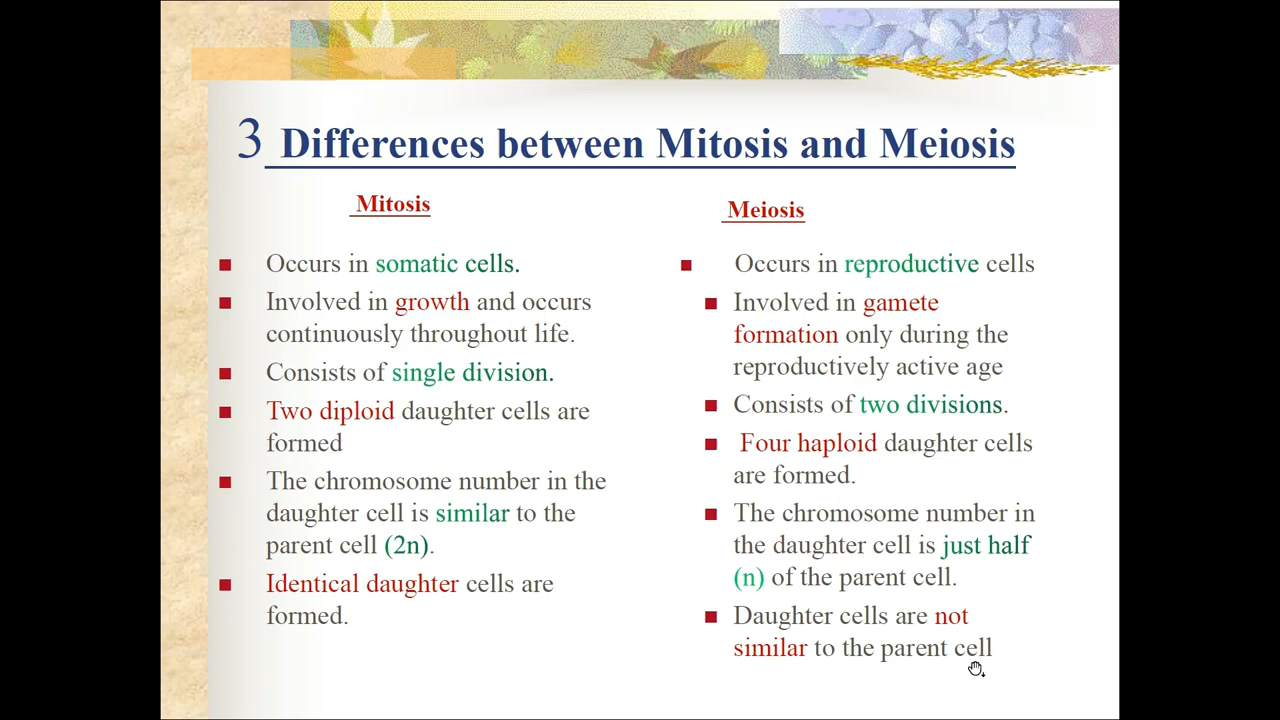 3 Differences between Mitosis and Meiosis
Mitosis
Occurs in somatic cells.
Involved in growth and occurs
continuously throughout life.
Consists of single division.
Two diploid daughter cells are
formed
The chromosome number in the
daughter cell is similar to the
parent cell (2n).
Identical daughter cells are
formed.
Meiosis
Occurs in reproductive cells
Involved in gamete
formation only during the
reproductively active age
Consists of two divisions.
Four haploid daughter cells
are formed.
The chromosome number in
the daughter cell is just half
(n) of the parent cell.
Daughter cells are not
similar to the parent cell